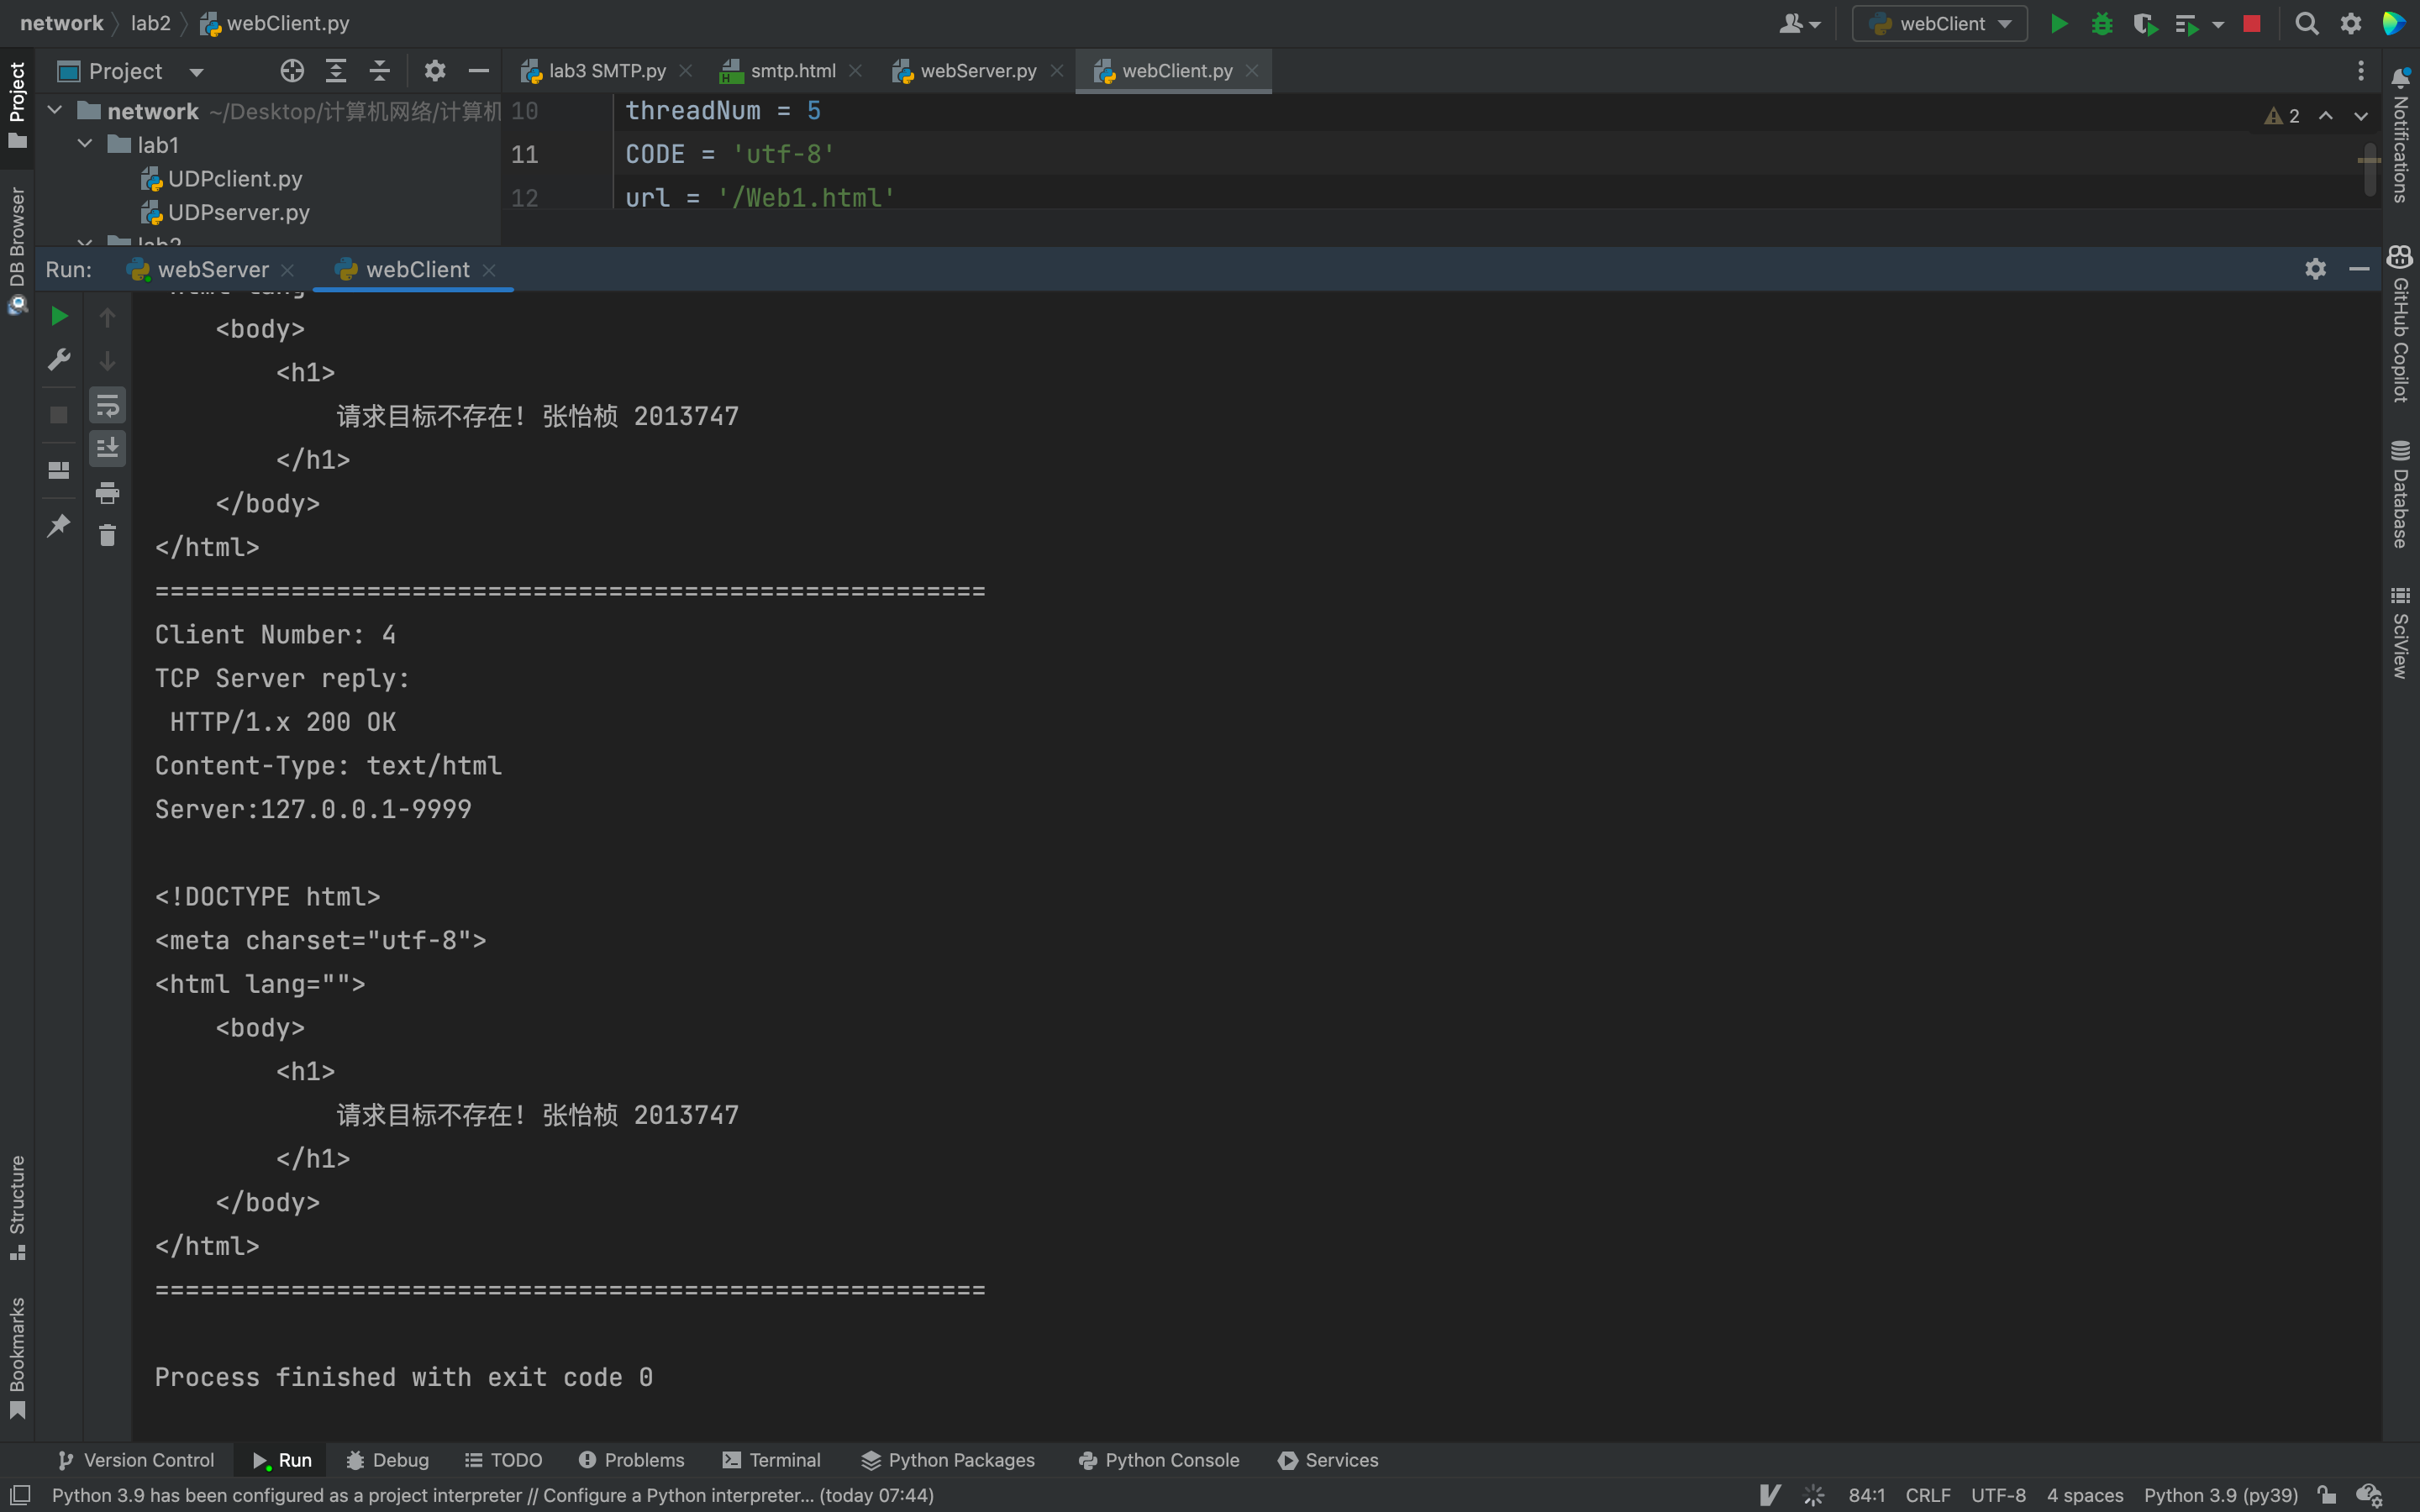 network lab2 webClient.py webClient
Project lab3 SMTP.py smtp.html webServer.py webClient.py
network ~/Desktop/计算机网络/计算机
lab1
UDPclient.py
UDPserver.py
lab2
10 threadNum = 5
11 CODE = 'utf-8'
12 url = '/Web1.html'
2
Run: webServer webClient
<body>
<h1>
请求目标不存在! 张怡桢 2013747
</h1>
</body>
</html>
=======================================================
Client Number: 4
TCP Server reply:
HTTP/1.x 200 OK
Content-Type: text/html
Server:127.0.0.1-9999
<!DOCTYPE html>
<meta charset="utf-8">
<html lang="">
<body>
<h1>
请求目标不存在! 张怡桢 2013747
</h1>
</body>
</html>
=======================================================
Process finished with exit code 0
Project
DB Browser
Structure
Bookmarks
Notifications
GitHub Copilot
Database
SciView
Version Control Run Debug TODO Problems Terminal Python Packages Python Console Services
Python 3.9 has been configured as a project interpreter // Configure a Python interpreter... (today 07:44) 84:1 CRLF UTF-8 4 spaces Python 3.9 (py39)